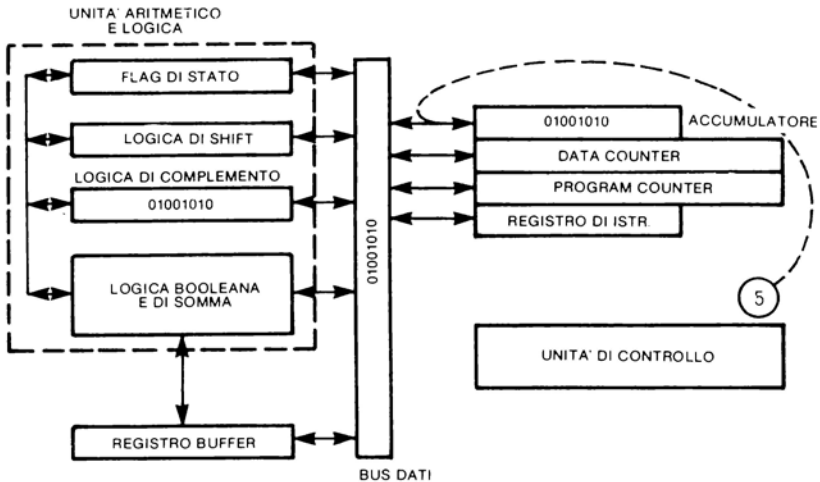 UNITA' ARITMETICO
E LOGICA
FLAG DI STATO
LOGICA DI SHIFT
LOGICA DI COMPLEMENTO
01001010
LOGICA BOOLEANA
E DI SOMMA
REGISTRO BUFFER
01001010
BUS DATI
01001010
ACCUMULATORE
DATA COUNTER
PROGRAM COUNTER
REGISTRO DI ISTR.
5
UNITA' DI CONTROLLO